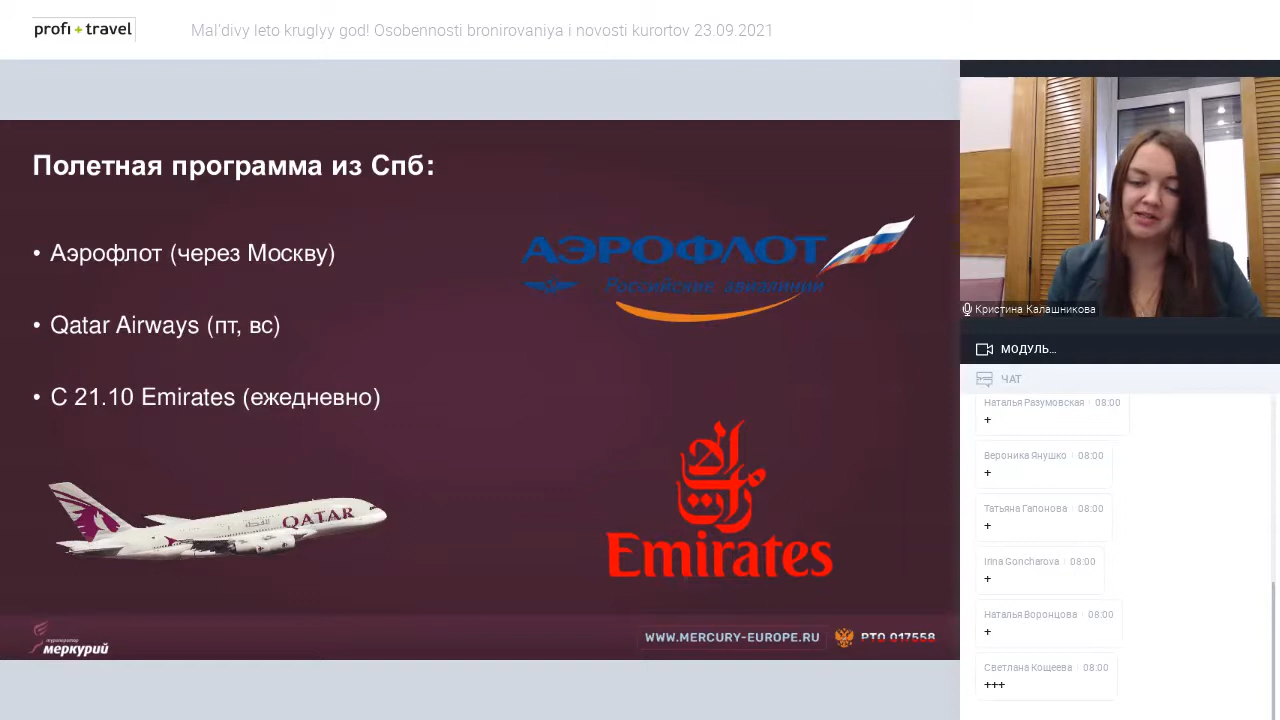 profi + travel
Mal'divy leto kruglyy god! Osobennosti bronirovaniya i novosti kurortov 23.09.2021
Полетная программа из Спб:
• Аэрофлот (через Москву)
• Qatar Airways (пт, вс)
• С 21.10 Emirates (ежедневно)
АЭРОФЛОТ
Российские авиалинии
QATAR
Emirates
туроператор
меркурий
WWW.MERCURY-EUROPE.RU
РТО 017558
Кристина Калашникова
МОДУЛЬ...
ЧАТ
Наталья Разумовская 08:00
+
Вероника Янушко 08:00
+
Татьяна Гапонова 08:00
+
Irina Goncharova 08:00
+
Наталья Воронцова 08:00
+
Светлана Кощеева 08:00
+++